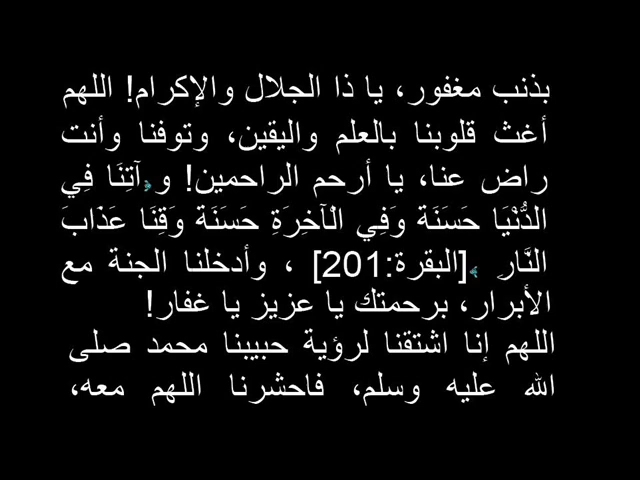 بذنب مغفور، يا ذا الجلال والإكرام! اللهم
أغث قلوبنا بالعلم واليقين، وتوفنا وأنت
راض عنا، يا أرحم الراحمين! و ﴿آتِنَا فِي
الدُّنْيَا حَسَنَة وَفِي الْآخِرَةِ حَسَنَة وَقِنَا عَذَابَ
النَّارِ ﴾ [البقرة:201] ، وأدخلنا الجنة مع
الأبرار، برحمتك يا عزيز يا غفار!
اللهم إنا اشتقنا لرؤية حبيبنا محمد صلى
الله عليه وسلم، فاحشرنا اللهم معه،